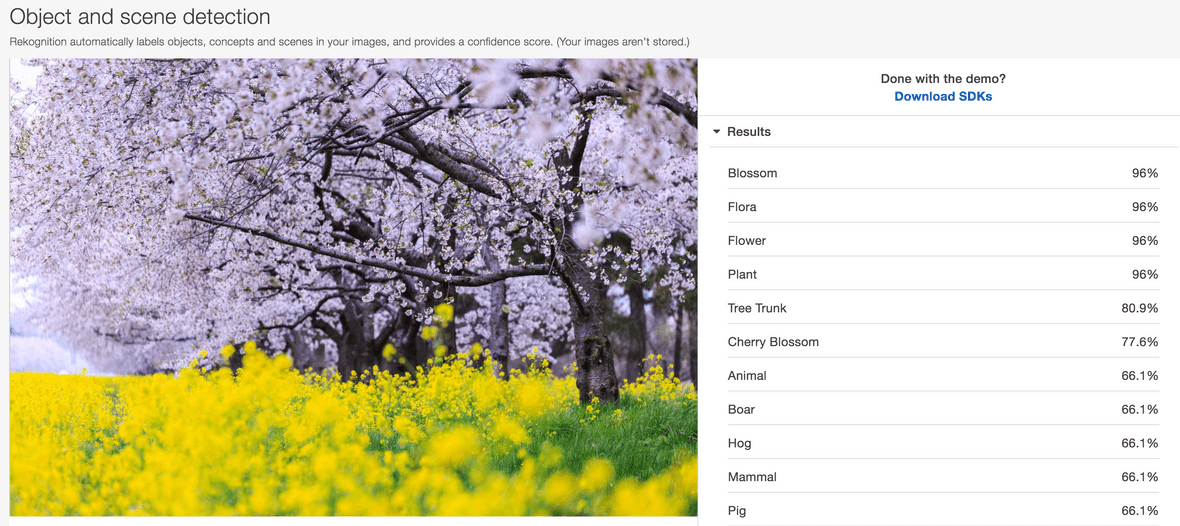 Object and scene detection
Rekognition automatically labels objects, concepts and scenes in your images, and provides a confidence score. (Your images aren't stored.)
Done with the demo?
Download SDKs
Results
Blossom 96%
Flora 96%
Flower 96%
Plant 96%
Tree Trunk 80.9%
Cherry Blossom 77.6%
Animal 66.1%
Boar 66.1%
Hog 66.1%
Mammal 66.1%
Pig 66.1%